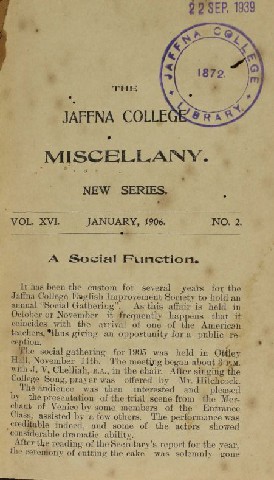 22 SEP. 1939
JAFFNA COLLEGE
1872.
LIBRARY
THE
JAFFNA COLLEGE
MISCELLANY.
NEW SERIES.
VOL. XVI. JANUARY, 1906. NO. 2.
A Social Function.
It has been the custom for several years for the
Jaffna College English Improvement Society to hold an
annual "Social Gathering". As this affair is held in
October or November it frequently happens that it
coincides with the arrival of one of the American
teachers, thus giving an opportunity for a public re-
ception.
The social gathering for 1905 was held in Ottley
Hall, November 11th. The meeting began about 3 P.M.
with J. V. Chelliah, B.A., in the chair. After singing the
College Song, prayer was offered by Mr. Hitchcock.
The audience was then interested and pleased
by the presentation of the trial scene from the Mer-
chant of Venice by some members of the Entrance
Class, assisted by a few others. The performance was
creditable indeed, and some of the actors showed
considerable dramatic ability.
After the reading of the Secretary's report for the year,
the ceremony of cutting the cake was solemnly gone